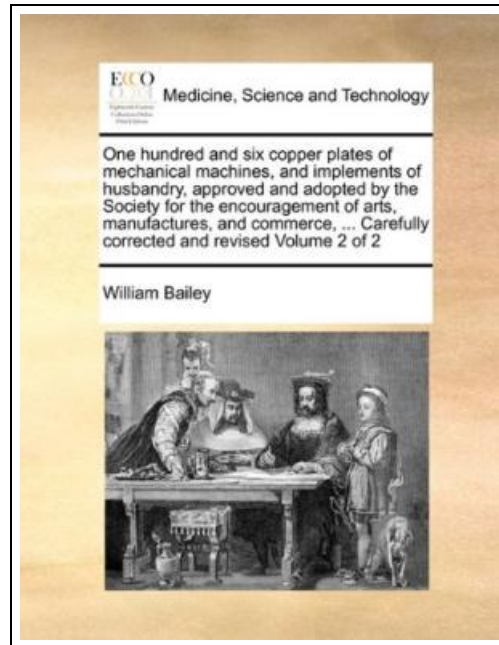 ECCO
Medicine, Science and Technology
One hundred and six copper plates of
mechanical machines, and implements of
husbandry, approved and adopted by the
Society for the encouragement of arts,
manufactures, and commerce, ... Carefully
corrected and revised Volume 2 of 2
William Bailey